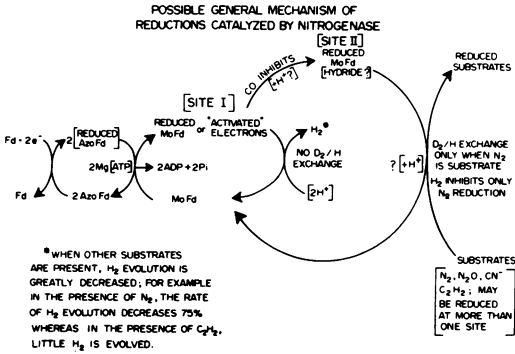 POSSIBLE GENERAL MECHANISM OF
REDUCTIONS CATALYZED BY NITROGENASE
[SITE II]
REDUCED
MoFd
[HYDRIDE?]
CO INHIBITS
[+H⁺?]
REDUCED
SUBSTRATES
[SITE I]
REDUCED
MoFd
or
"ACTIVATED"
ELECTRONS
Fd·2e⁻
2[REDUCED
AzoFd]
H₂*
2Mg[ATP]
2ADP+2Pi
NO D₂/H
EXCHANGE
?[+H⁺]
D₂/H EXCHANGE
ONLY WHEN N₂
IS SUBSTRATE
H₂ INHIBITS ONLY
N₂ REDUCTION
Fd
2AzoFd
MoFd
[2H⁺]
*WHEN OTHER SUBSTRATES
ARE PRESENT, H₂ EVOLUTION IS
GREATLY DECREASED; FOR EXAMPLE
IN THE PRESENCE OF N₂, THE RATE
OF H₂ EVOLUTION DECREASES 75%
WHEREAS IN THE PRESENCE OF C₂H₂,
LITTLE H₂ IS EVOLVED.
SUBSTRATES
[N₂, N₂O, CN⁻
C₂H₂; MAY
BE REDUCED
AT MORE THAN
ONE SITE]